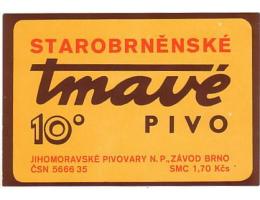 STAROBRNĚNSKÉ
tmavé
10° PIVO
JIHOMORAVSKÉ PIVOVARY N.P., ZÁVOD BRNO
ČSN 5666 35 SMC 1,70 Kčs